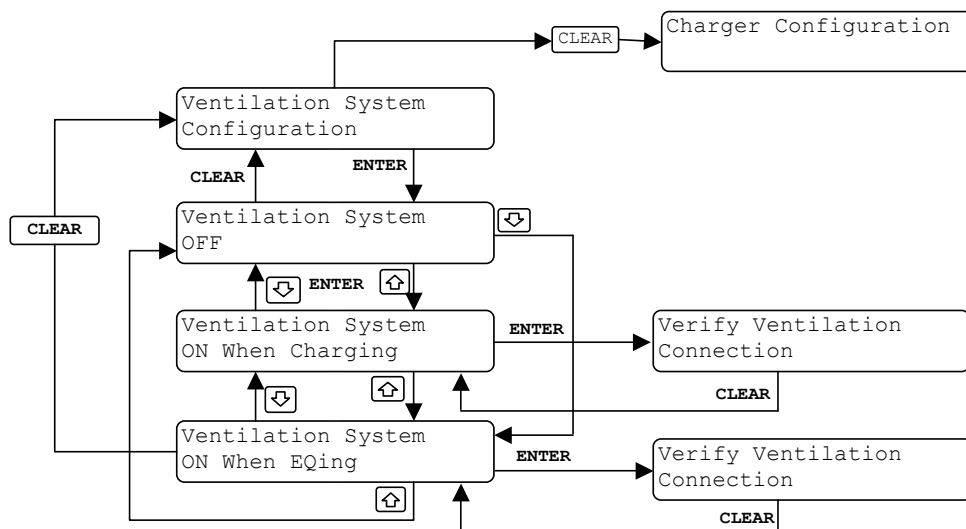 CLEAR
Charger Configuration
Ventilation System
Configuration
CLEAR
ENTER
CLEAR
Ventilation System
OFF
ENTER
Ventilation System
ON When Charging
ENTER
Verify Ventilation
Connection
CLEAR
Ventilation System
ON When EQing
ENTER
Verify Ventilation
Connection
CLEAR